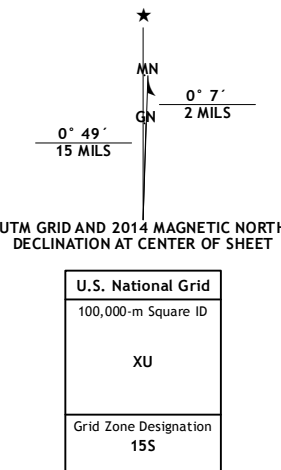 ★
MN
GN
0° 7´
2 MILS
0° 49´
15 MILS
UTM GRID AND 2014 MAGNETIC NORTH
DECLINATION AT CENTER OF SHEET
U.S. National Grid
100,000-m Square ID
XU
Grid Zone Designation
15S